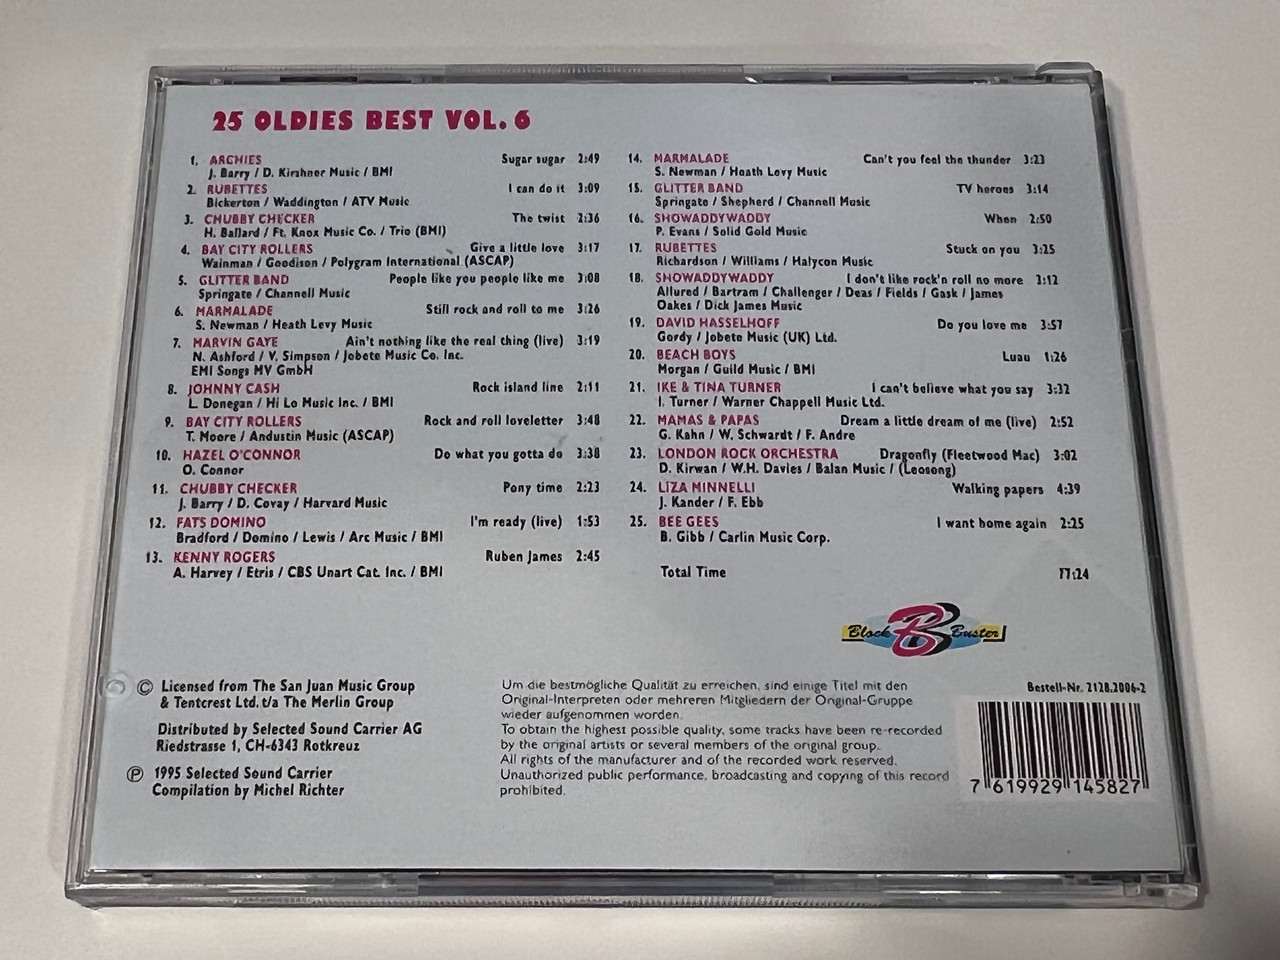 25 OLDIES BEST VOL. 6
1. ARCHIES Sugar sugar 2:49
J. Barry / D. Kirshner Music / BMI
2. RUBETTES I can do it 3:09
Bickerton / Waddington / ATV Music
3. CHUBBY CHECKER The twist 2:36
H. Ballard / Ft. Knox Music Co. / Trio (BMI)
4. BAY CITY ROLLERS Give a little love 3:17
Wainman / Goodison / Polygram International (ASCAP)
5. GLITTER BAND People like you people like me 3:08
Springate / Channell Music
6. MARMALADE Still rock and roll to me 3:26
S. Newman / Heath Levy Music
7. MARVIN GAYE Ain't nothing like the real thing (live) 3:19
N. Ashford / V. Simpson / Jobete Music Co. Inc.
EMI Songs MV GmbH
8. JOHNNY CASH Rock island line 2:11
L. Donegan / Hi Lo Music Inc. / BMI
9. BAY CITY ROLLERS Rock and roll loveletter 3:48
T. Moore / Andustin Music (ASCAP)
10. HAZEL O'CONNOR Do what you gotta do 3:38
O. Connor
11. CHUBBY CHECKER Pony time 2:23
J. Barry / D. Covay / Harvard Music
12. FATS DOMINO I'm ready (live) 1:53
Bradford / Domino / Lewis / Arc Music / BMI
13. KENNY ROGERS Ruben James 2:45
A. Harvey / Etris / CBS Unart Cat. Inc. / BMI
14. MARMALADE Can't you feel the thunder 3:23
S. Newman / Heath Levy Music
15. GLITTER BAND TV heroes 3:14
Springate / Shepherd / Channell Music
16. SHOWADDYWADDY When 2:50
P. Evans / Solid Gold Music
17. RUBETTES Stuck on you 3:25
Richardson / Williams / Halycon Music
18. SHOWADDYWADDY I don't like rock'n roll no more 3:12
Allured / Bartram / Challenger / Deas / Fields / Gask / James
Oakes / Dick James Music
19. DAVID HASSELHOFF Do you love me 3:57
Gordy / Jobete Music (UK) Ltd.
20. BEACH BOYS Luau 1:26
Morgan / Guild Music / BMI
21. IKE & TINA TURNER I can't believe what you say 3:32
I. Turner / Warner Chappell Music Ltd.
22. MAMAS & PAPAS Dream a little dream of me (live) 2:52
G. Kahn / W. Schwardt / F. Andre
23. LONDON ROCK ORCHESTRA Dragonfly (Fleetwood Mac) 3:02
D. Kirwan / W.H. Davies / Balan Music / (Leosong)
24. LIZA MINNELLI Walking papers 4:39
J. Kander / F. Ebb
25. BEE GEES I want home again 2:25
B. Gibb / Carlin Music Corp.
Total Time 77:24
Block B Buster
© Licensed from The San Juan Music Group
& Tentcrest Ltd. t/a The Merlin Group
Distributed by Selected Sound Carrier AG
Riedstrasse 1, CH-6343 Rotkreuz
℗ 1995 Selected Sound Carrier
Compilation by Michel Richter
Um die bestmögliche Qualität zu erreichen, sind einige Titel mit den
Original-Interpreten oder mehreren Mitgliedern der Original-Gruppe
wieder aufgenommen worden.
To obtain the highest possible quality, some tracks have been re-recorded
by the original artists or several members of the original group.
All rights of the manufacturer and of the recorded work reserved.
Unauthorized public performance, broadcasting and copying of this record
prohibited.
Bestell-Nr. 2128.2006-2
7 619929 145827